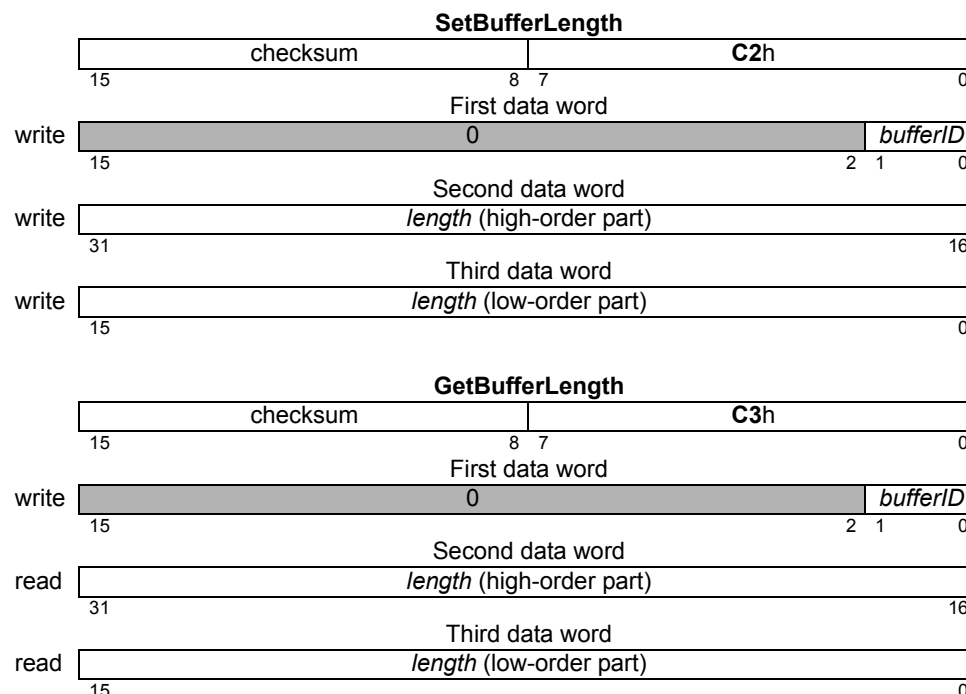 SetBufferLength
checksum C2h
15 8 7 0
First data word
write 0 bufferID
15 2 1 0
Second data word
write length (high-order part)
31 16
Third data word
write length (low-order part)
15 0
GetBufferLength
checksum C3h
15 8 7 0
First data word
write 0 bufferID
15 2 1 0
Second data word
read length (high-order part)
31 16
Third data word
read length (low-order part)
15 0